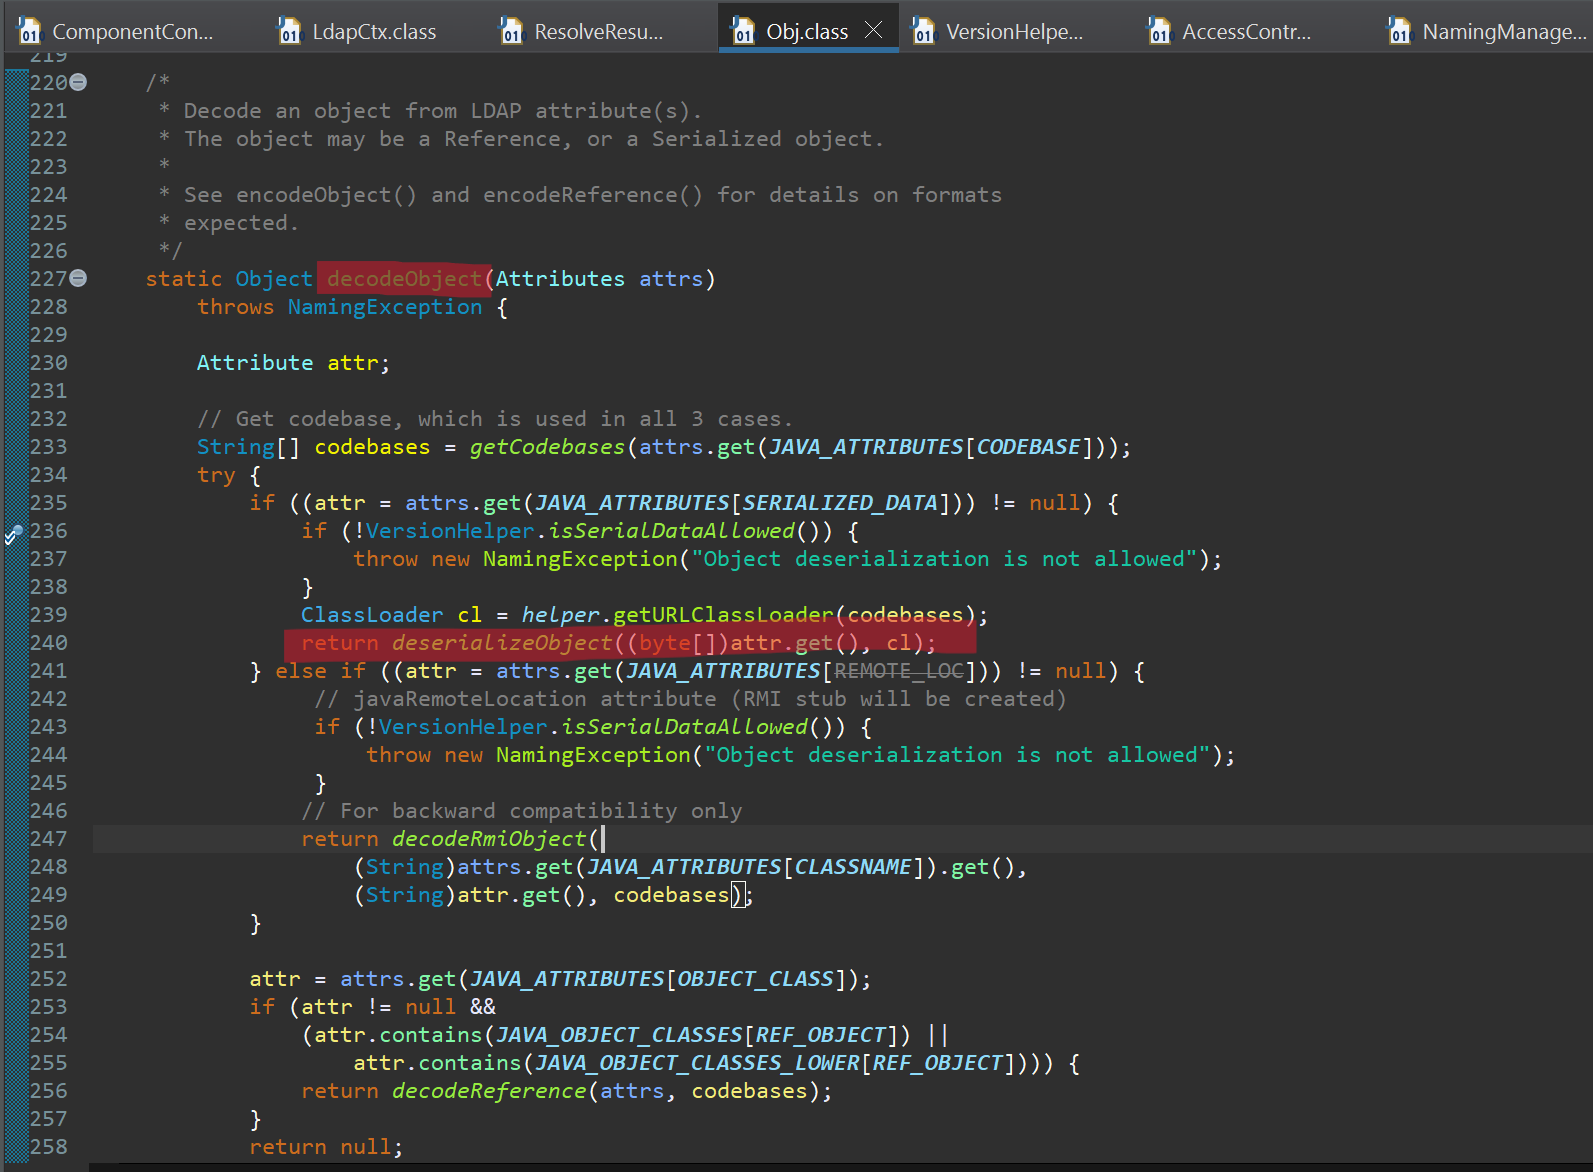 ComponentCon... LdapCtx.class ResolveResu... Obj.class VersionHelpe... AccessContr... NamingManage...
219
220 /*
221  * Decode an object from LDAP attribute(s).
222  * The object may be a Reference, or a Serialized object.
223  *
224  * See encodeObject() and encodeReference() for details on formats
225  * expected.
226  */
227 static Object decodeObject(Attributes attrs)
228     throws NamingException {
229
230     Attribute attr;
231
232     // Get codebase, which is used in all 3 cases.
233     String[] codebases = getCodebases(attrs.get(JAVA_ATTRIBUTES[CODEBASE]));
234     try {
235         if ((attr = attrs.get(JAVA_ATTRIBUTES[SERIALIZED_DATA])) != null) {
236             if (!VersionHelper.isSerialDataAllowed()) {
237                 throw new NamingException("Object deserialization is not allowed");
238             }
239             ClassLoader cl = helper.getURLClassLoader(codebases);
240             return deserializeObject((byte[])attr.get(), cl);
241         } else if ((attr = attrs.get(JAVA_ATTRIBUTES[REMOTE_LOC])) != null) {
242              // javaRemoteLocation attribute (RMI stub will be created)
243              if (!VersionHelper.isSerialDataAllowed()) {
244                  throw new NamingException("Object deserialization is not allowed");
245              }
246             // For backward compatibility only
247             return decodeRmiObject(
248                 (String)attrs.get(JAVA_ATTRIBUTES[CLASSNAME]).get(),
249                 (String)attr.get(), codebases);
250         }
251
252         attr = attrs.get(JAVA_ATTRIBUTES[OBJECT_CLASS]);
253         if (attr != null &&
254             (attr.contains(JAVA_OBJECT_CLASSES[REF_OBJECT]) ||
255                 attr.contains(JAVA_OBJECT_CLASSES_LOWER[REF_OBJECT]))) {
256             return decodeReference(attrs, codebases);
257         }
258         return null;